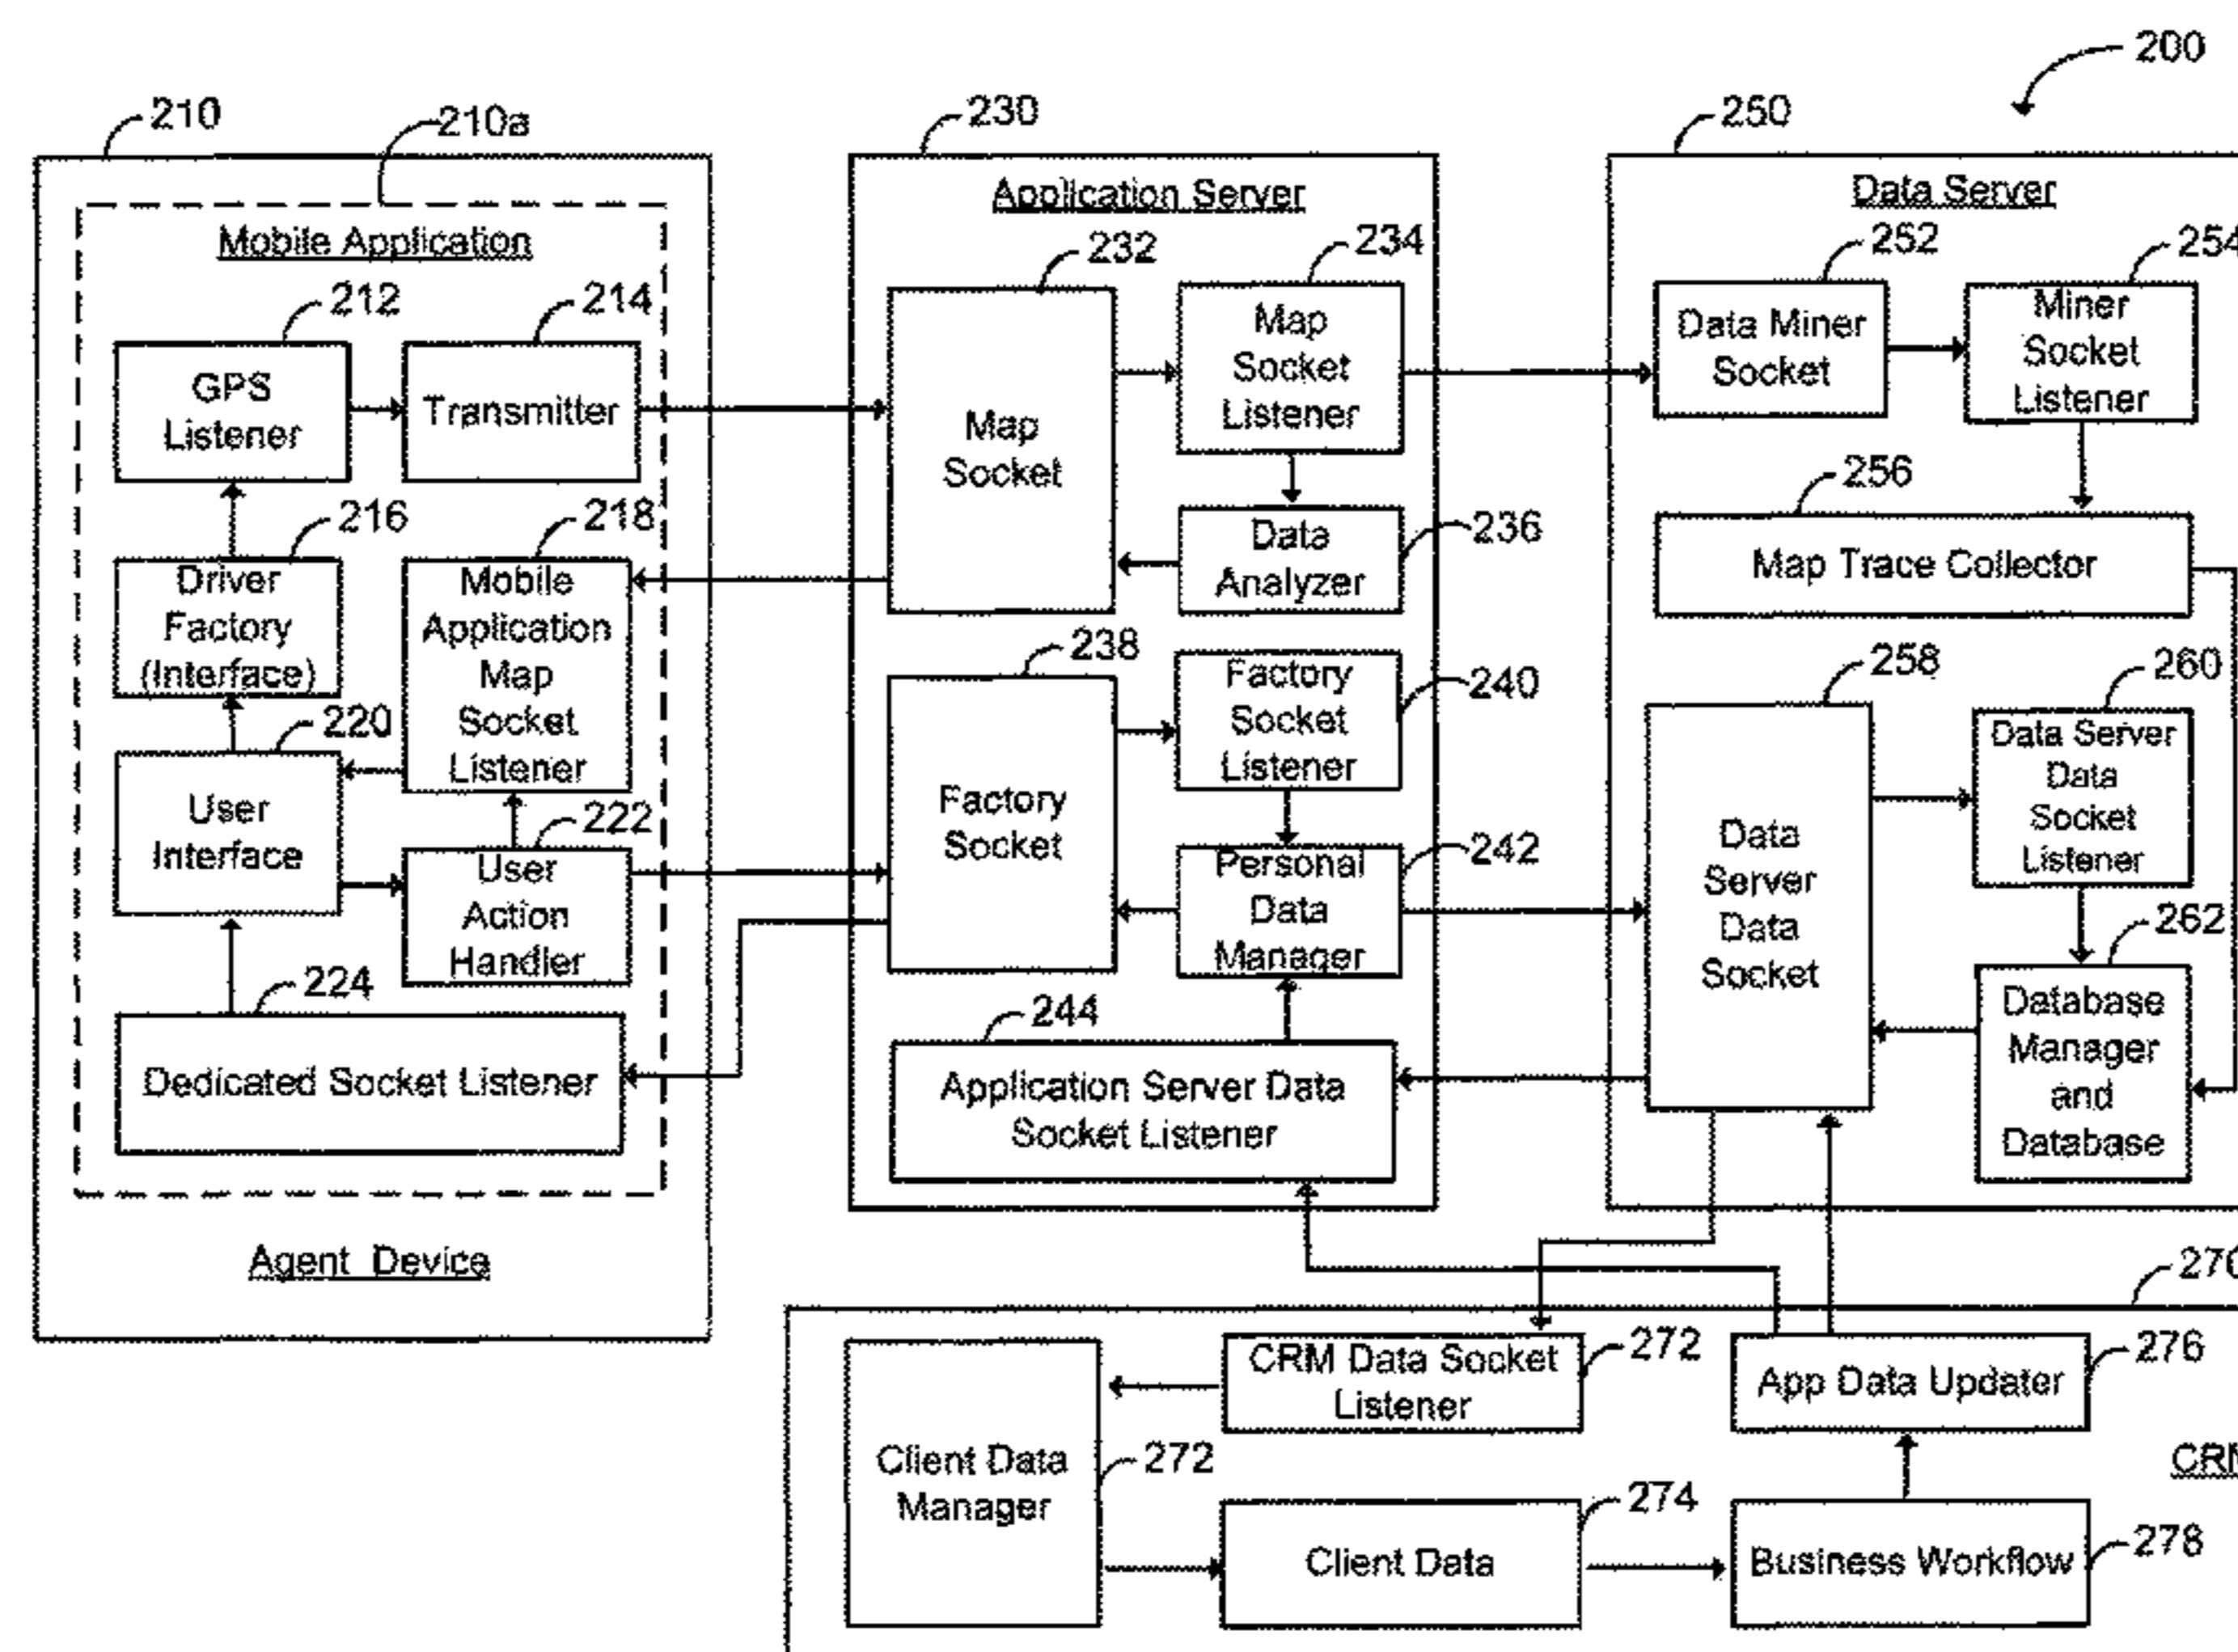 200
210
210a
230
250
Mobile Application
Application Server
Data Server
212
214
232
234
252
254
GPS
Listener
Transmitter
Map
Socket
Map
Socket
Listener
Data Miner
Socket
Miner
Socket
Listener
216
218
236
256
Driver
Factory
(Interface)
Mobile
Application
Map
Socket
Listener
Data
Analyzer
Map Trace Collector
220
238
240
258
260
User
Interface
Factory
Socket
Factory
Socket
Listener
Data
Server
Data
Socket
Data Server
Data
Socket
Listener
222
242
262
User
Action
Handler
Personal
Data
Manager
Database
Manager
and
Database
224
244
Dedicated Socket Listener
Application Server Data
Socket Listener
Agent Device
270
CRM Data Socket
Listener
272
App Data Updater
276
Client Data
Manager
272
CRM
Client Data
274
Business Workflow
278